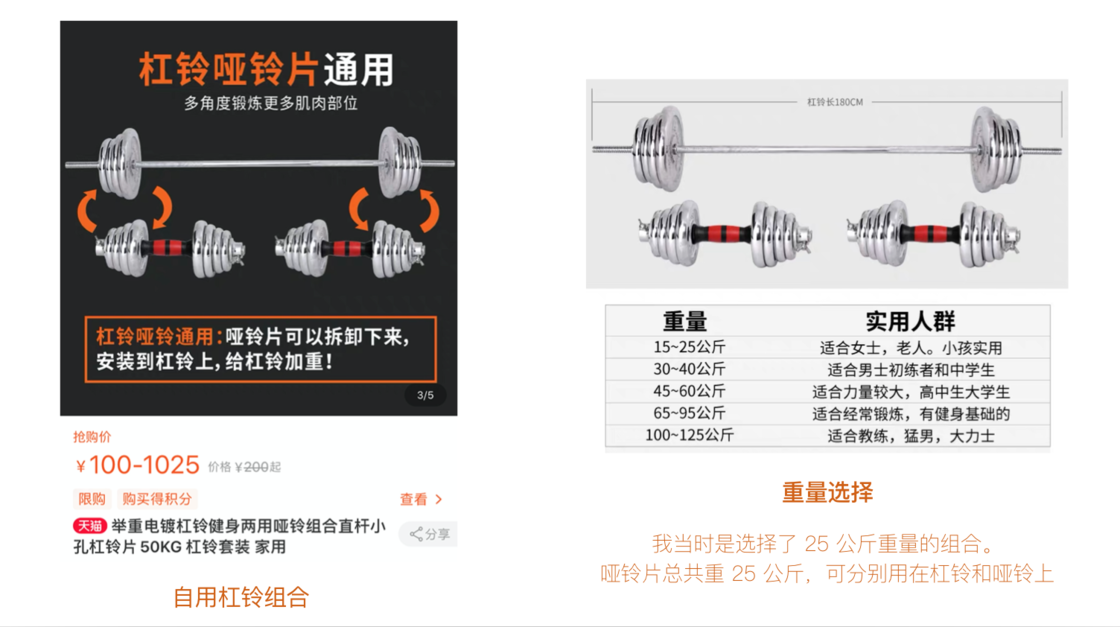 杠铃哑铃片通用
多角度锻炼更多肌肉部位
杠铃哑铃通用：哑铃片可以拆卸下来，
安装到杠铃上，给杠铃加重！
3/5
抢购价
¥100-1025 价格 ¥200起
限购 购买得积分 查看 >
天猫 举重电镀杠铃健身两用哑铃组合直杆小
孔杠铃片50KG 杠铃套装 家用
分享
自用杠铃组合
杠铃长180CM
重量 实用人群
15~25公斤 适合女士，老人。小孩实用
30~40公斤 适合男士初练者和中学生
45~60公斤 适合力量较大，高中生大学生
65~95公斤 适合经常锻炼，有健身基础的
100~125公斤 适合教练，猛男，大力士
重量选择
我当时是选择了 25 公斤重量的组合。
哑铃片总共重 25 公斤，可分别用在杠铃和哑铃上